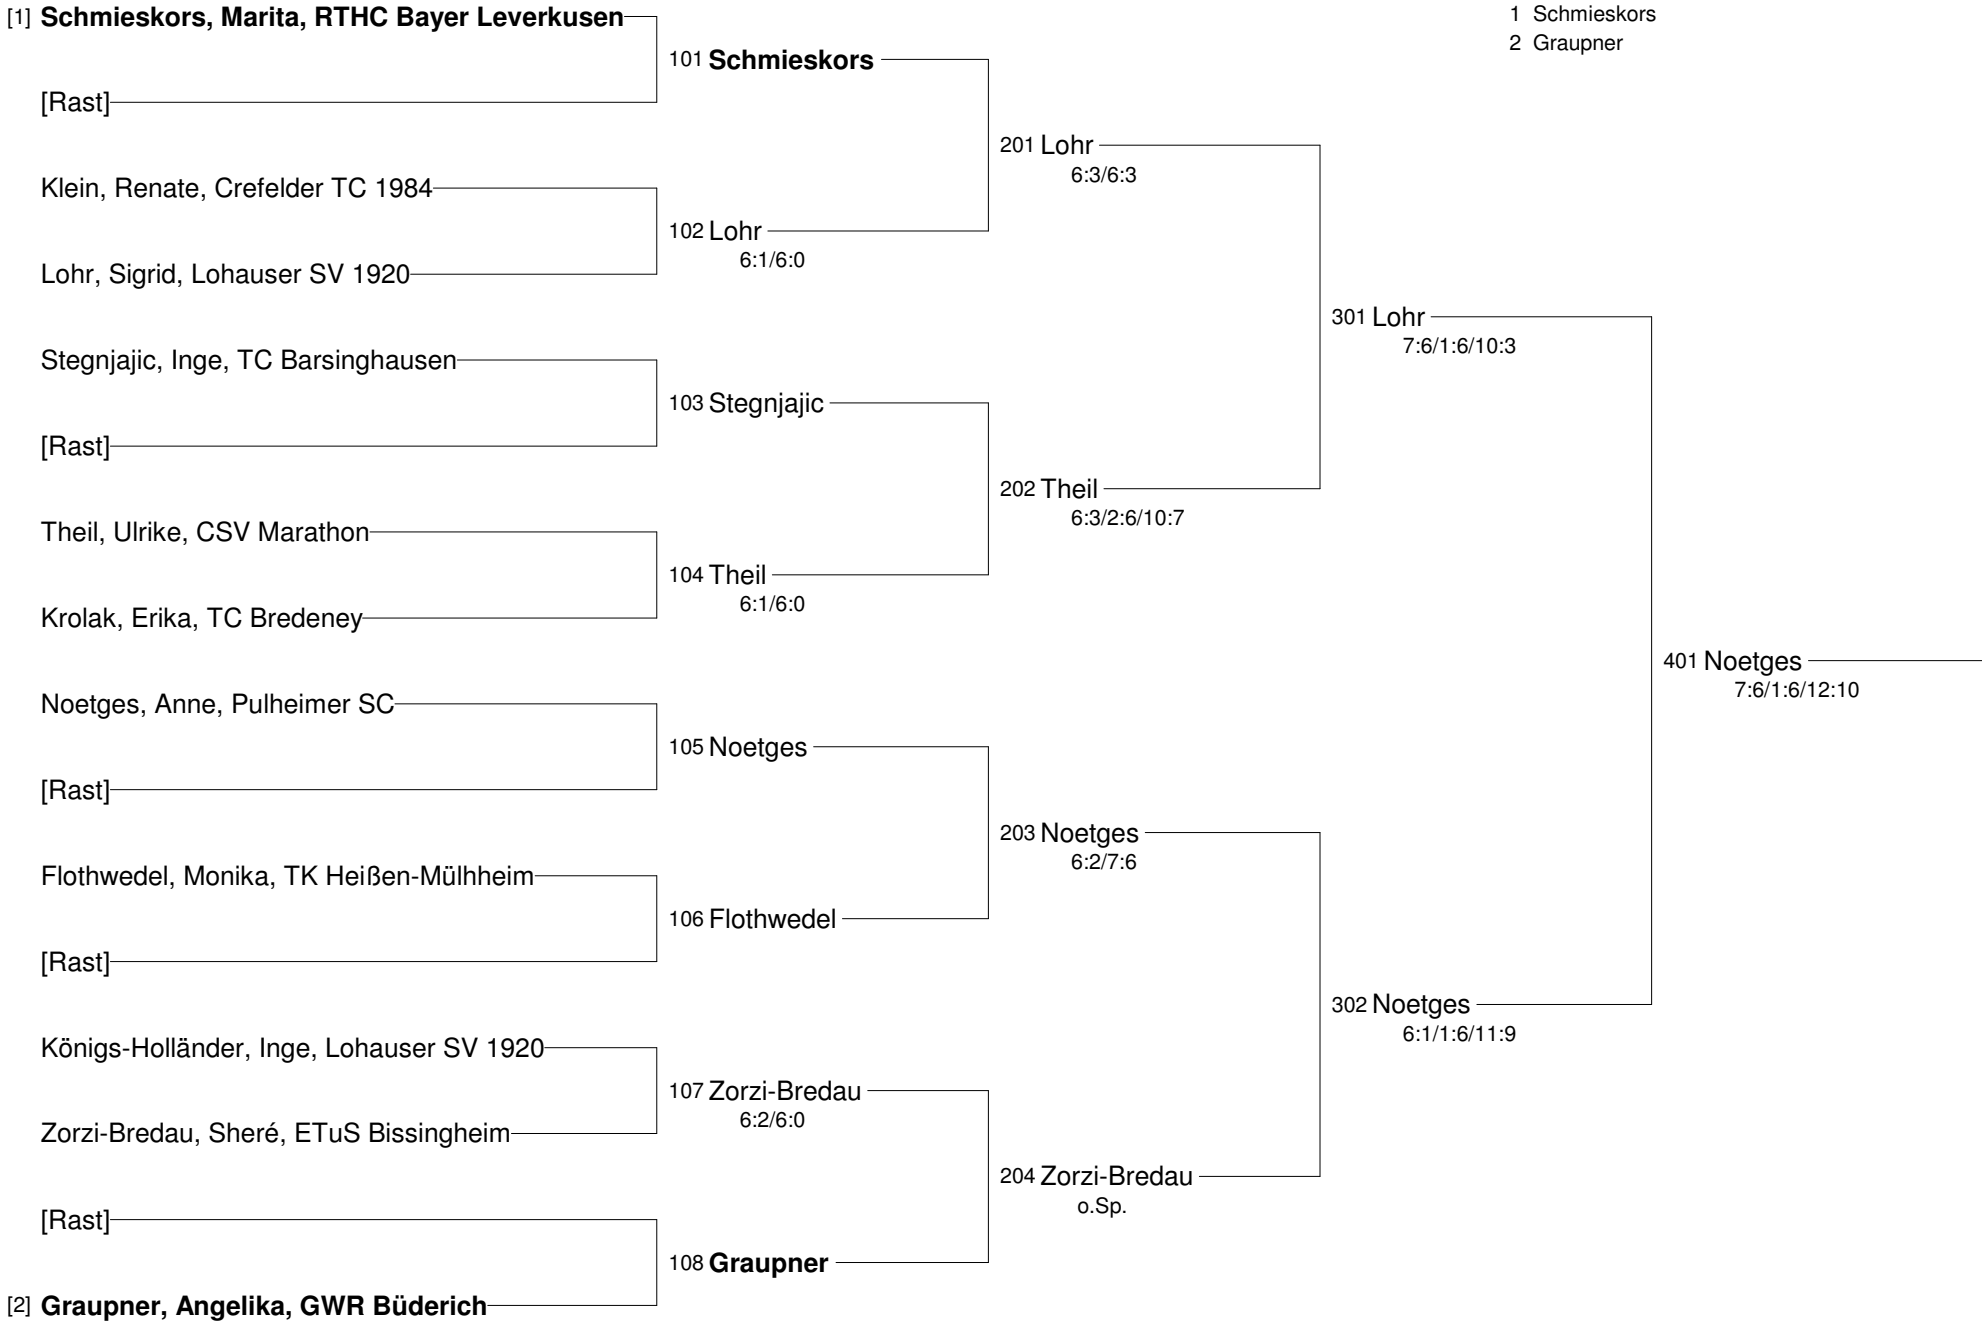 [1] Schmieskors, Marita, RTHC Bayer Leverkusen
[Rast]
Klein, Renate, Crefelder TC 1984
Lohr, Sigrid, Lohauser SV 1920
Stegnjajic, Inge, TC Barsinghausen
[Rast]
Theil, Ulrike, CSV Marathon
Krolak, Erika, TC Bredeney
Noetges, Anne, Pulheimer SC
[Rast]
Flothwedel, Monika, TK Heißen-Mülhheim
[Rast]
Königs-Holländer, Inge, Lohauser SV 1920
Zorzi-Bredau, Sheré, ETuS Bissingheim
[Rast]
[2] Graupner, Angelika, GWR Büderich
101 Schmieskors
102 Lohr
6:1/6:0
103 Stegnjajic
104 Theil
6:1/6:0
105 Noetges
106 Flothwedel
107 Zorzi-Bredau
6:2/6:0
108 Graupner
201 Lohr
6:3/6:3
202 Theil
6:3/2:6/10:7
203 Noetges
6:2/7:6
204 Zorzi-Bredau
o.Sp.
301 Lohr
7:6/1:6/10:3
302 Noetges
6:1/1:6/11:9
401 Noetges
7:6/1:6/12:10
1 Schmieskors
2 Graupner